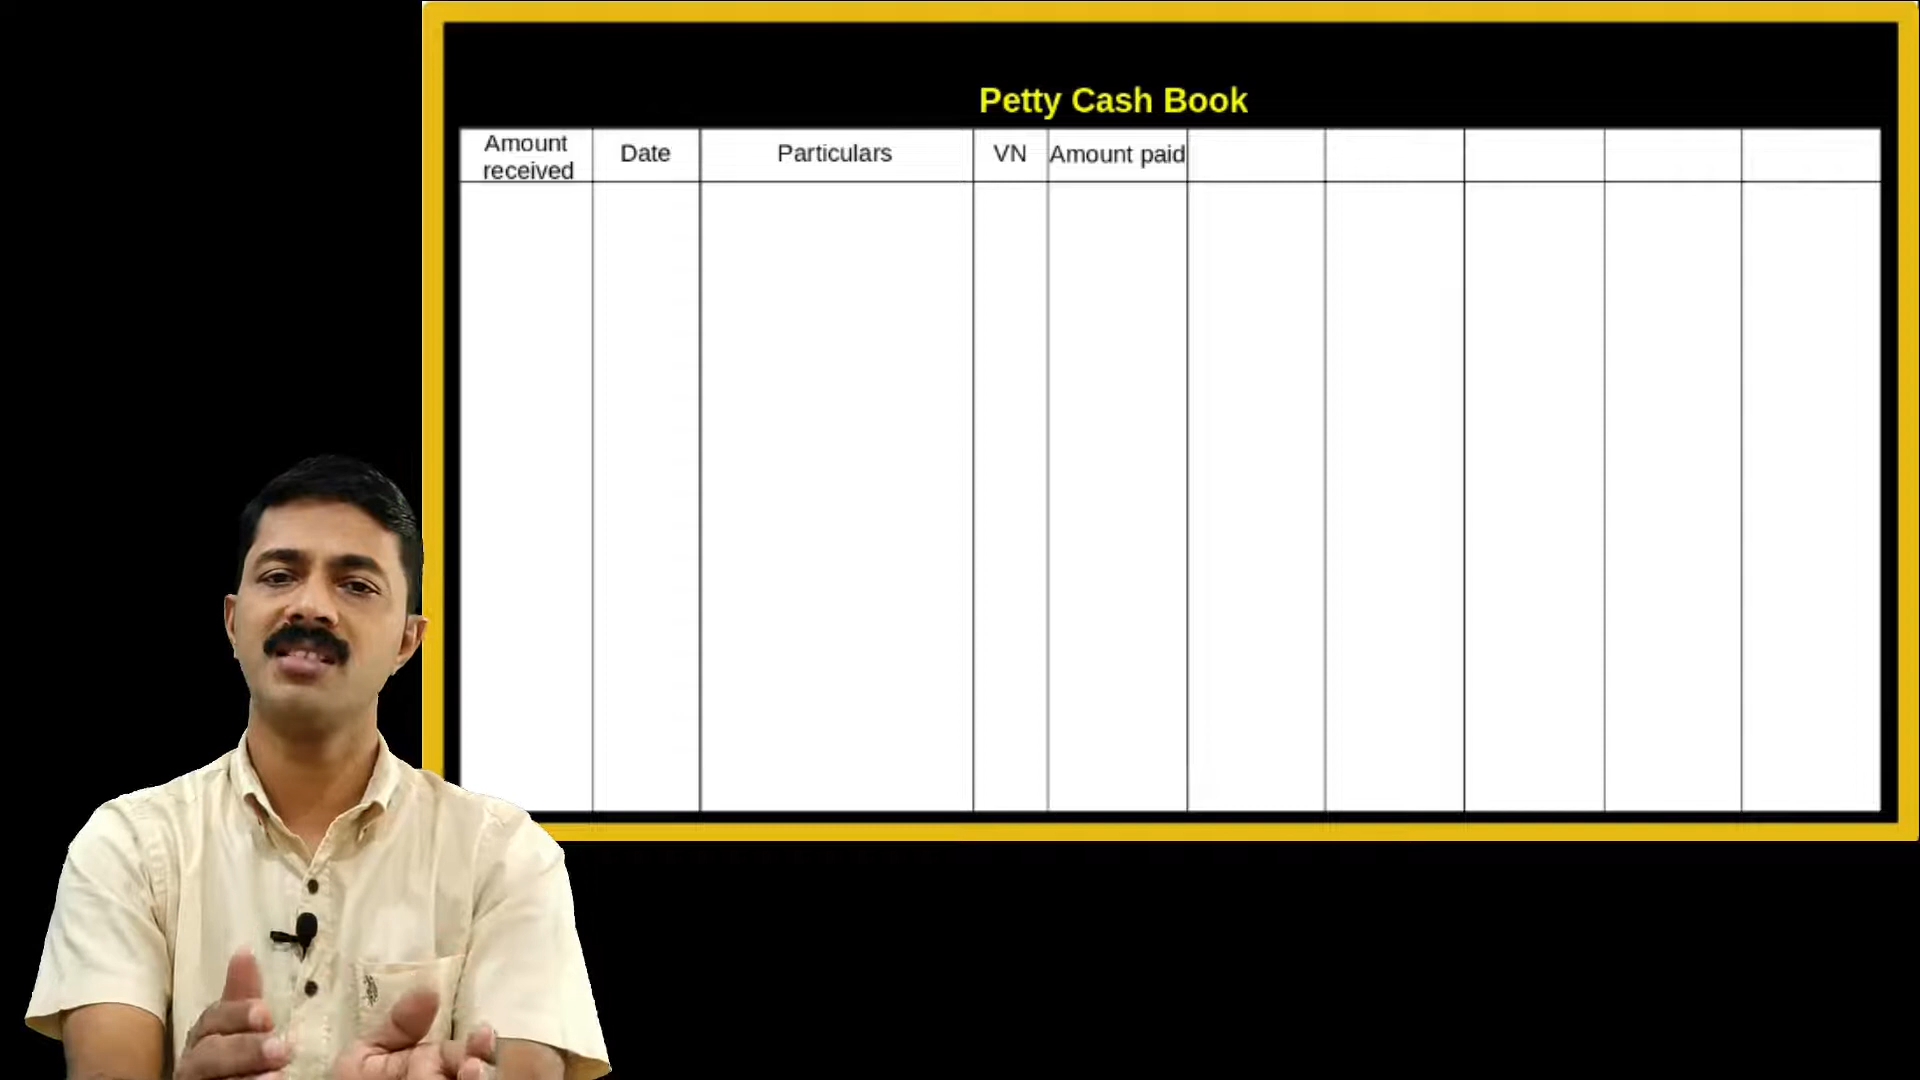 Petty Cash Book
Amount
received
Date
Particulars
VN
Amount paid